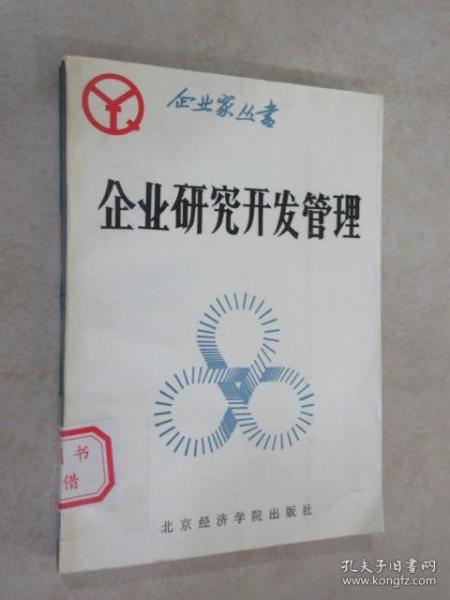 企业家丛書
企业研究开发管理
书
借
北京经济学院出版社
孔夫子旧书网
www.kongfz.com